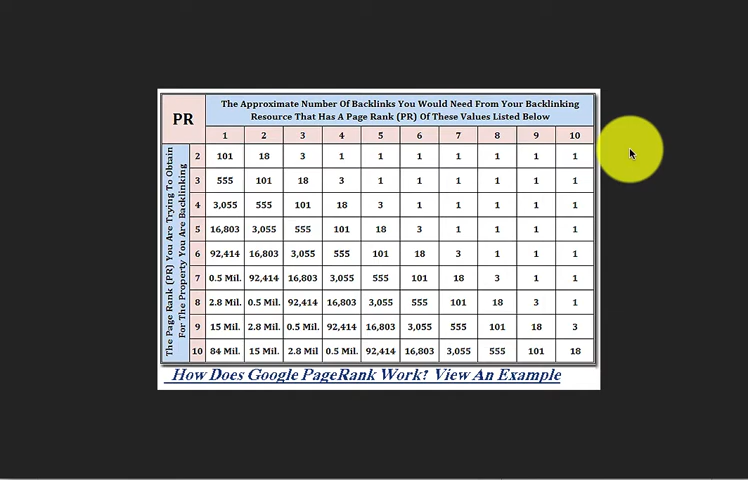 The Approximate Number Of Backlinks You Would Need From Your Backlinking
Resource That Has A Page Rank (PR) Of These Values Listed Below
PR
1 2 3 4 5 6 7 8 9 10
The Page Rank (PR) You Are Trying To Obtain
For The Property You Are Backlinking
2 101 18 3 1 1 1 1 1 1 1
3 555 101 18 3 1 1 1 1 1 1
4 3,055 555 101 18 3 1 1 1 1 1
5 16,803 3,055 555 101 18 3 1 1 1 1
6 92,414 16,803 3,055 555 101 18 3 1 1 1
7 0.5 Mil. 92,414 16,803 3,055 555 101 18 3 1 1
8 2.8 Mil. 0.5 Mil. 92,414 16,803 3,055 555 101 18 3 1
9 15 Mil. 2.8 Mil. 0.5 Mil. 92,414 16,803 3,055 555 101 18 3
10 84 Mil. 15 Mil. 2.8 Mil 0.5 Mil. 92,414 16,803 3,055 555 101 18
How Does Google PageRank Work? View An Example